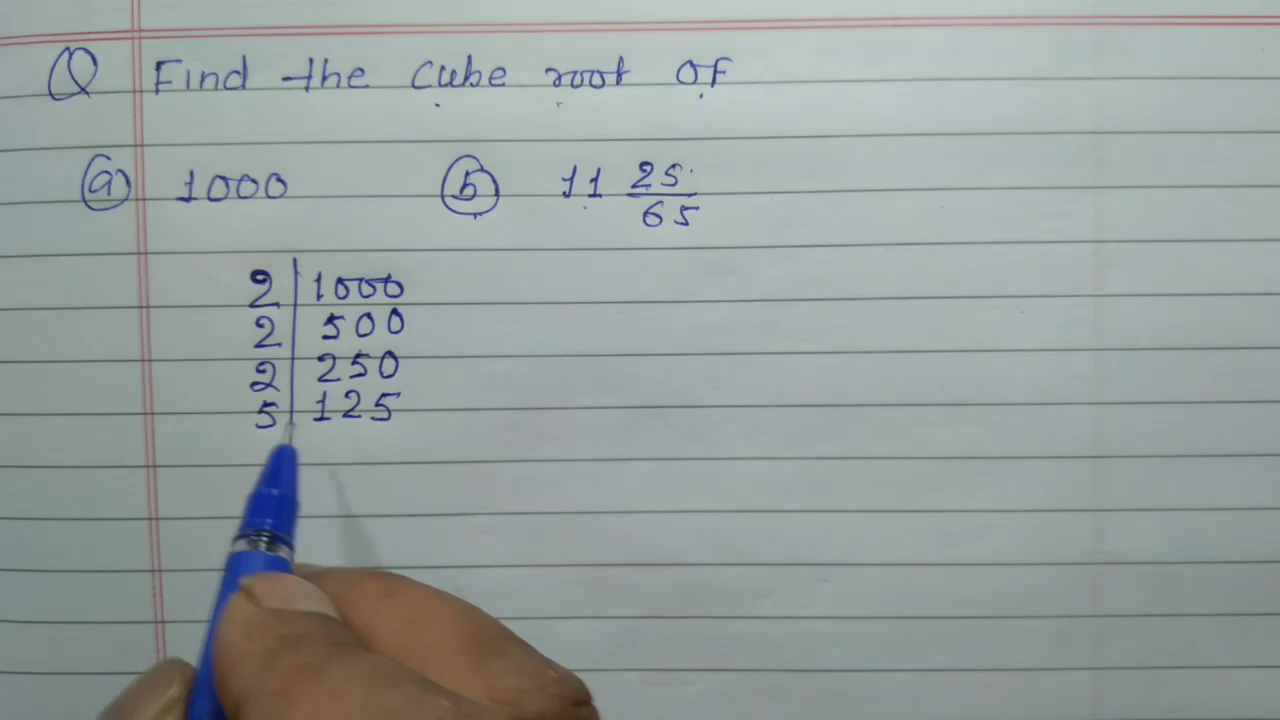 Q Find the cube root of
(a) 1000 (b) 11 25/65
2 | 1000
2 | 500
2 | 250
5 | 125